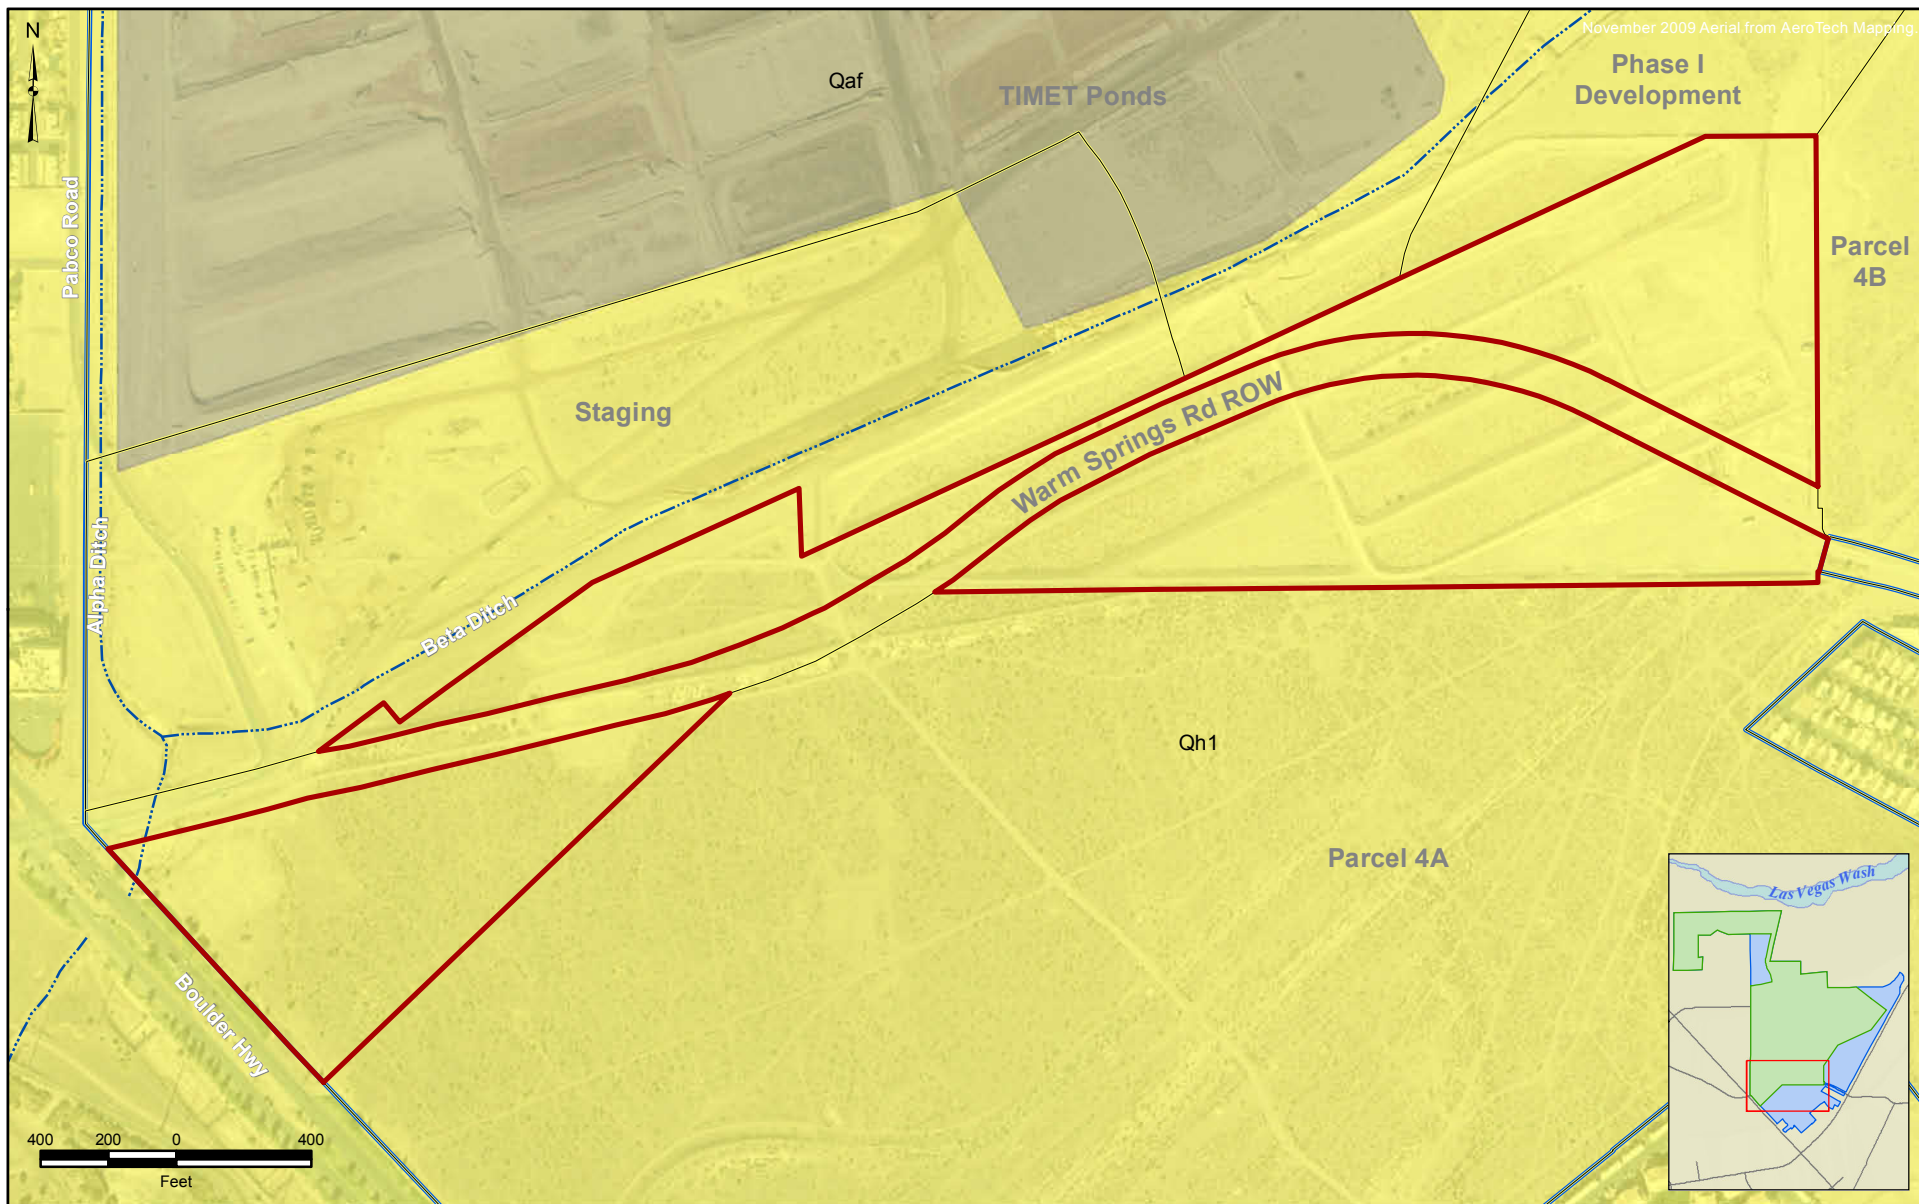 November 2009 Aerial from AeroTech Mapping.
N
Qaf
TIMET Ponds
Phase I
Development
Pabco Road
Parcel
4B
Staging
Warm Springs Rd ROW
Alpha Ditch
Beta Ditch
Qh1
Parcel 4A
Boulder Hwy
Las Vegas Wash
400 200 0 400
Feet